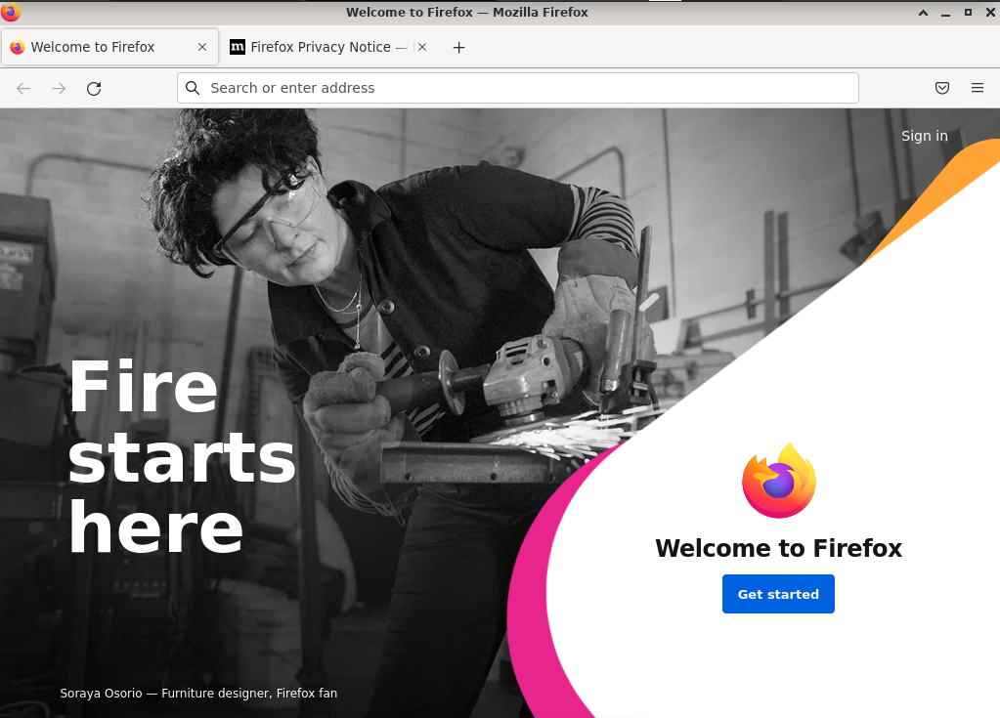 Welcome to Firefox — Mozilla Firefox
Welcome to Firefox
m Firefox Privacy Notice —
Search or enter address
Sign in
Fire
starts
here
Welcome to Firefox
Get started
Soraya Osorio — Furniture designer, Firefox fan